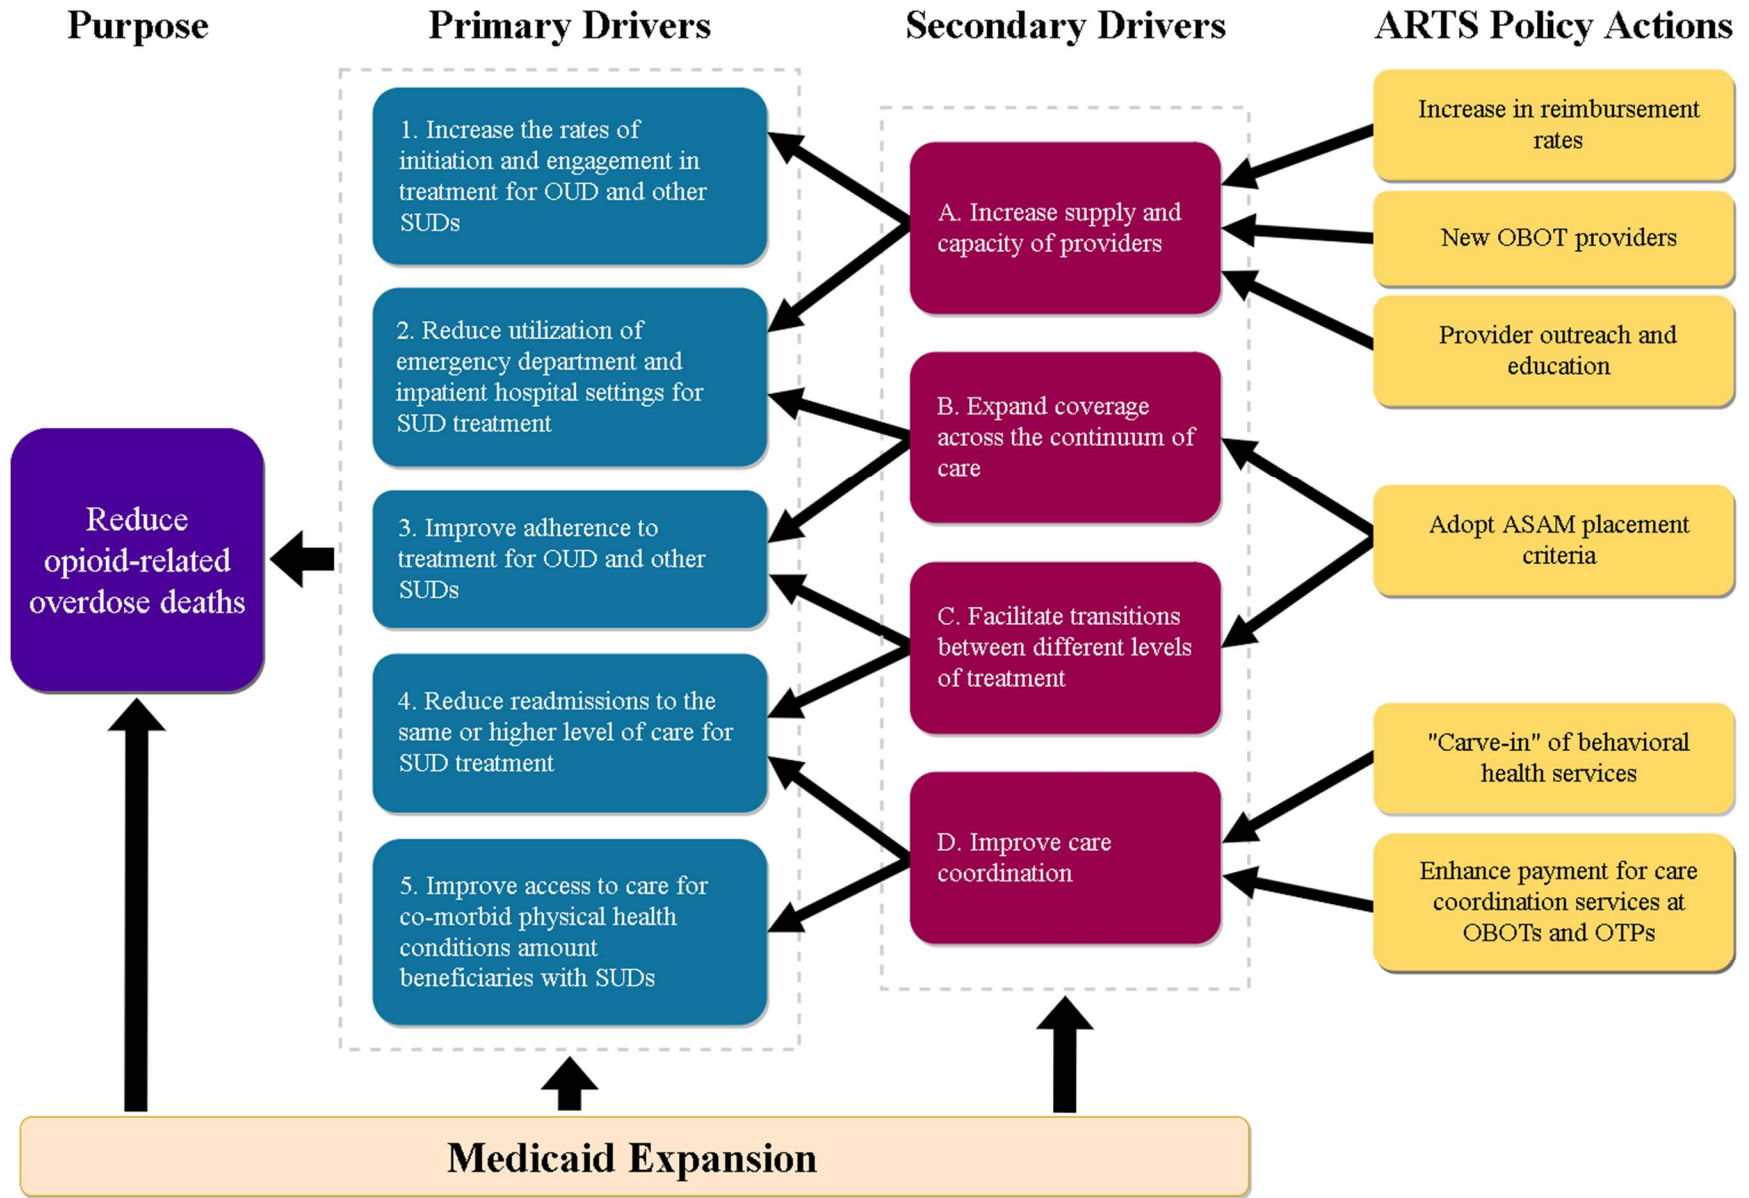 Purpose
Primary Drivers
Secondary Drivers
ARTS Policy Actions
1. Increase the rates of
initiation and engagement in
treatment for OUD and other
SUDs
2. Reduce utilization of
emergency department and
inpatient hospital settings for
SUD treatment
3. Improve adherence to
treatment for OUD and other
SUDs
4. Reduce readmissions to the
same or higher level of care for
SUD treatment
5. Improve access to care for
co-morbid physical health
conditions amount
beneficiaries with SUDs
Reduce
opioid-related
overdose deaths
A. Increase supply and
capacity of providers
B. Expand coverage
across the continuum of
care
C. Facilitate transitions
between different levels
of treatment
D. Improve care
coordination
Increase in reimbursement
rates
New OBOT providers
Provider outreach and
education
Adopt ASAM placement
criteria
"Carve-in" of behavioral
health services
Enhance payment for care
coordination services at
OBOTs and OTPs
Medicaid Expansion